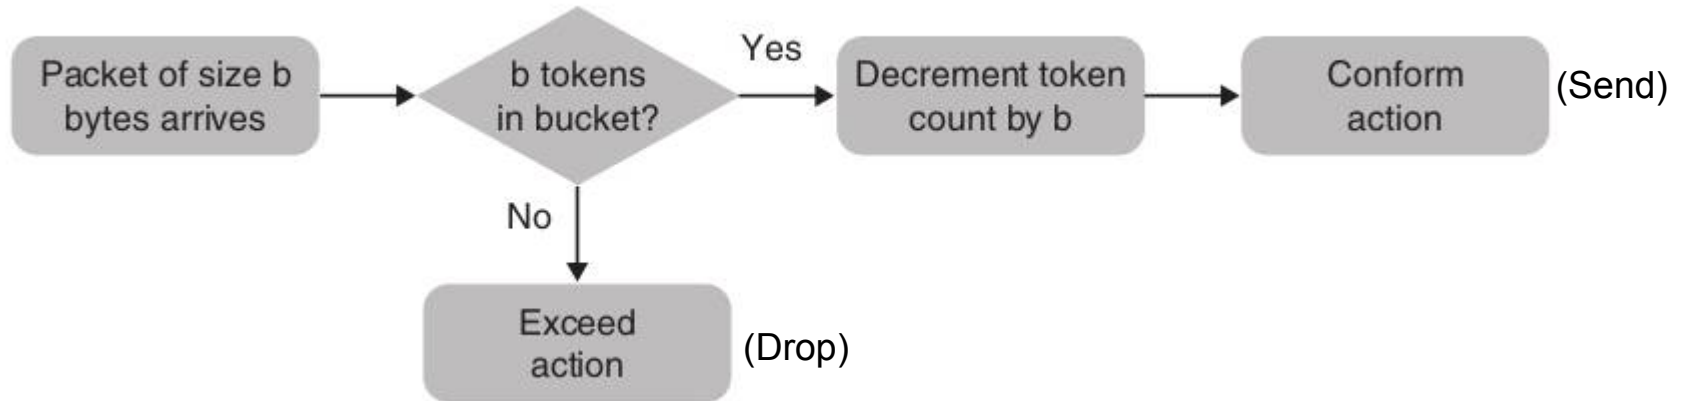 Packet of size b
bytes arrives
b tokens
in bucket?
Yes
Decrement token
count by b
Conform
action
(Send)
No
Exceed
action
(Drop)